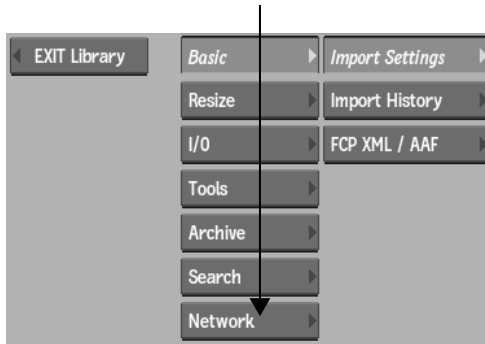 EXIT Library
Basic
Import Settings
Resize
Import History
I/O
FCP XML / AAF
Tools
Archive
Search
Network